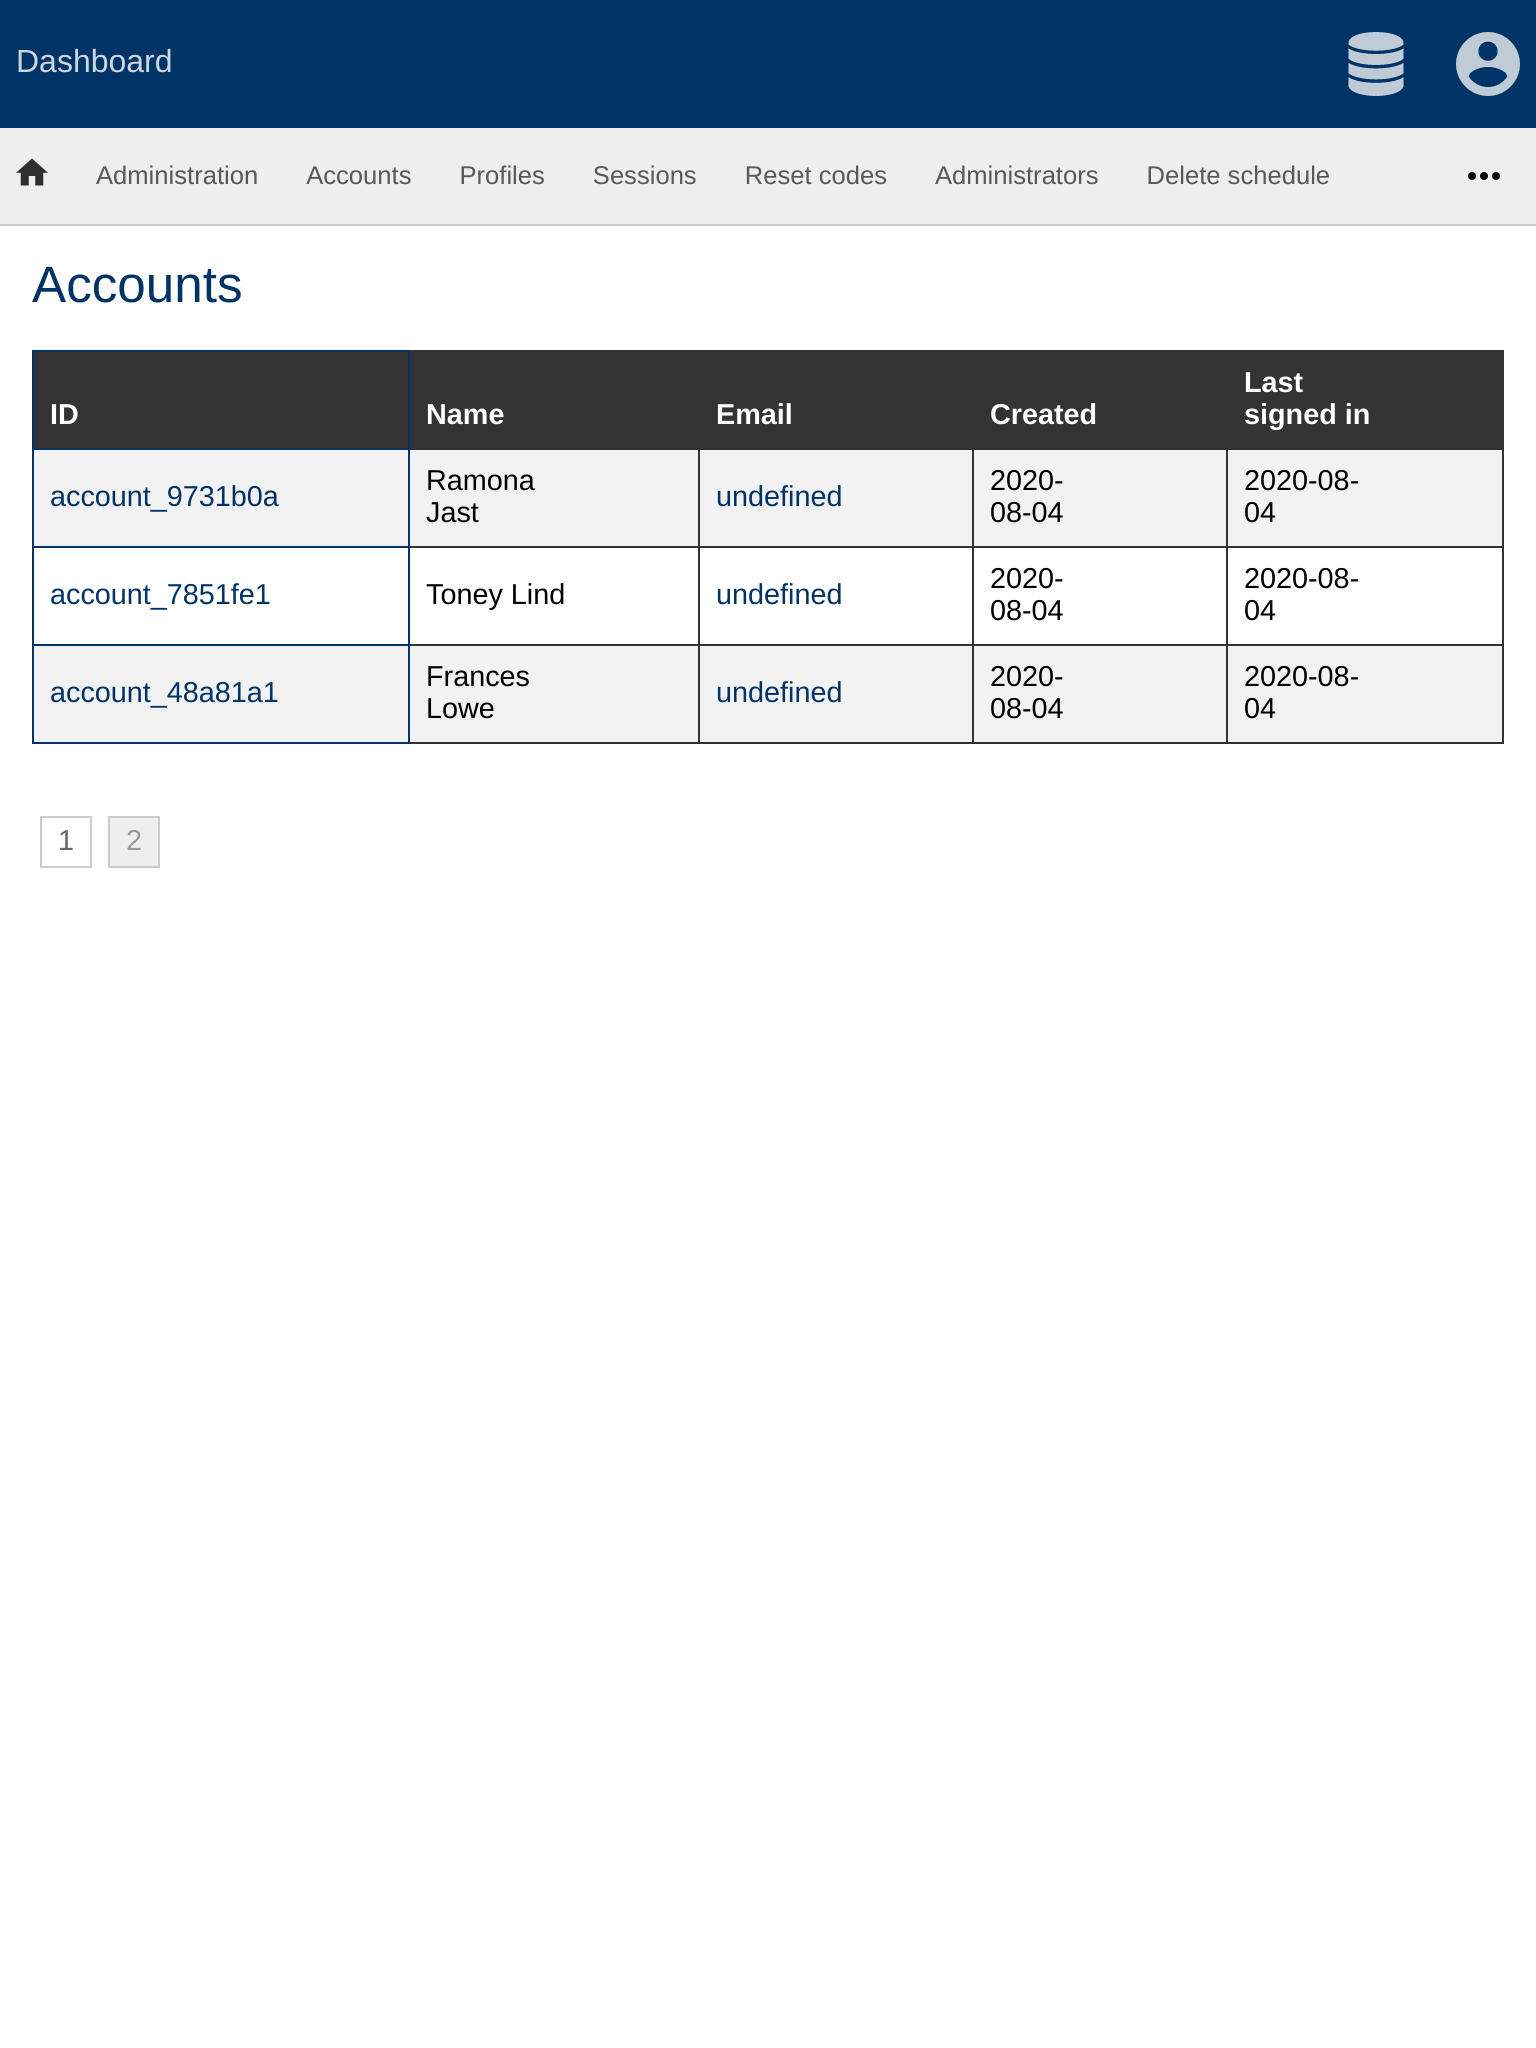 Dashboard
Administration Accounts Profiles Sessions Reset codes Administrators Delete schedule
Accounts
ID Name Email Created Last signed in
account_9731b0a Ramona Jast undefined 2020-08-04 2020-08-04
account_7851fe1 Toney Lind undefined 2020-08-04 2020-08-04
account_48a81a1 Frances Lowe undefined 2020-08-04 2020-08-04
1 2